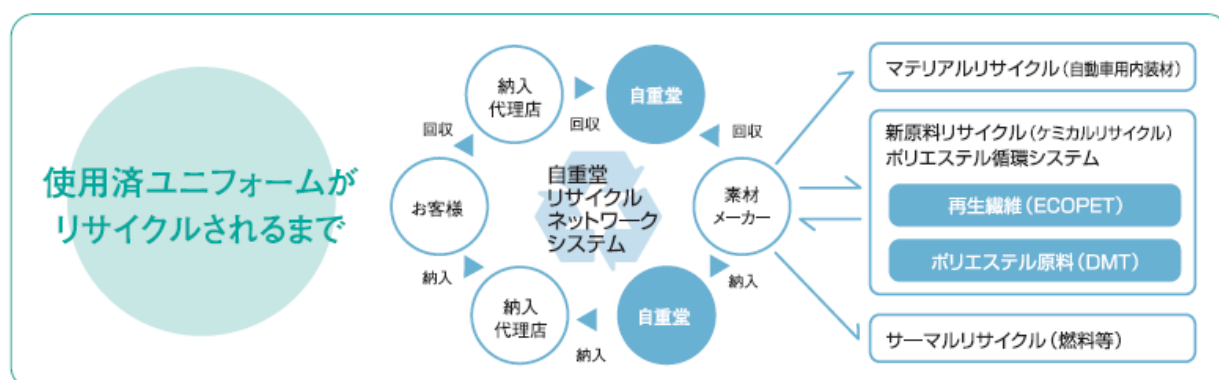 使用済ユニフォームが
リサイクルされるまで
納入
代理店
自重堂
回収
回収
回収
お客様
自重堂
リサイクル
ネットワーク
システム
素材
メーカー
納入
納入
代理店
納入
自重堂
納入
マテリアルリサイクル(自動車用内装材)
新原料リサイクル(ケミカルリサイクル)
ポリエステル循環システム
再生繊維(ECOPET)
ポリエステル原料(DMT)
サーマルリサイクル(燃料等)